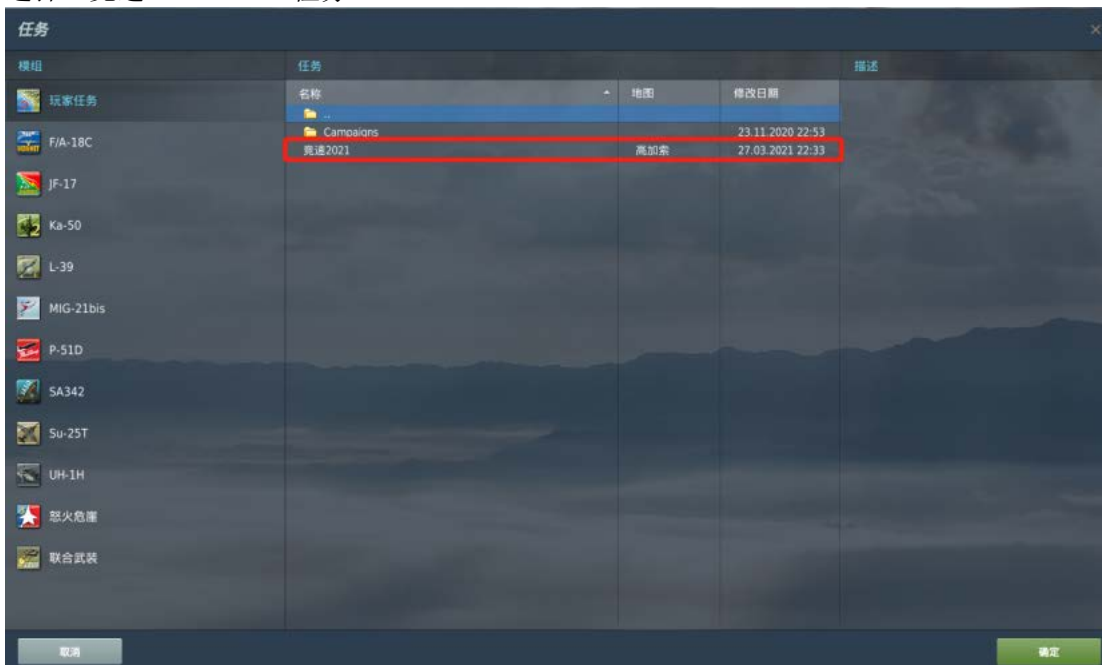 任务
模组
任务
描述
玩家任务
名称
地图
修改日期
..
Campaigns
23.11.2020 22:53
竞速2021
高加索
27.03.2021 22:33
F/A-18C
JF-17
Ka-50
L-39
MIG-21bis
P-51D
SA342
Su-25T
UH-1H
怒火危崖
联合武装
取消
确定